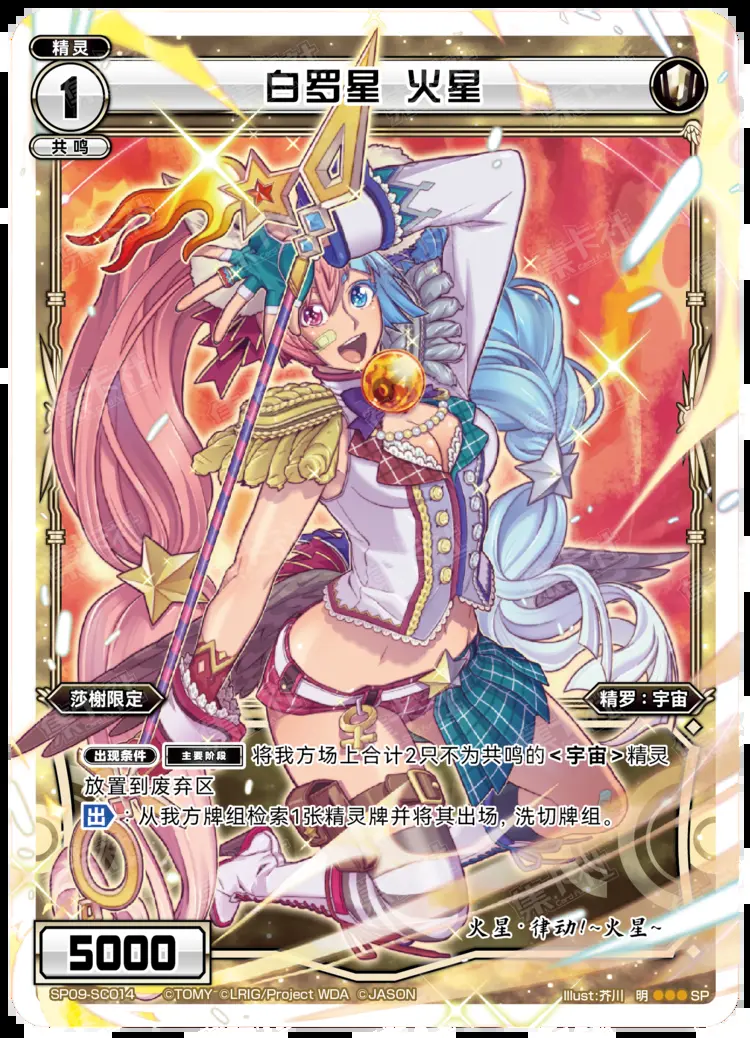 精灵
1
白罗星 火星
共鸣
莎榭限定
精罗：宇宙
出现条件 主要阶段 将我方场上合计2只不为共鸣的<宇宙>精灵
放置到废弃区
出：从我方牌组检索1张精灵牌并将其出场, 洗切牌组。
火星·律动!~火星~
5000
SP09-SC014 ©TOMY ©LRIG/Project WDA ©JASON
Illust:芥川 明 SP
集卡社